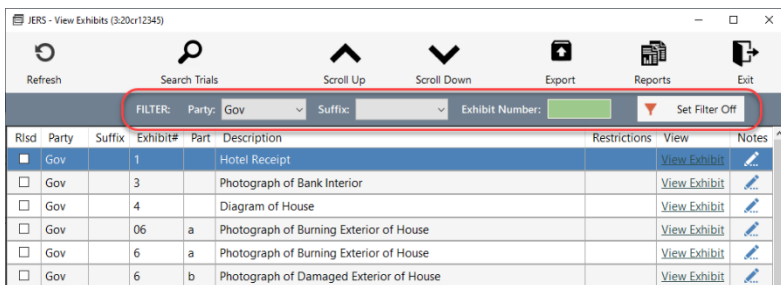 JERS - View Exhibits (3:20cr12345)
Refresh Search Trials Scroll Up Scroll Down Export Reports Exit
FILTER: Party: Gov Suffix: Exhibit Number: Set Filter Off
Rlsd Party Suffix Exhibit# Part Description Restrictions View Notes
Gov 1 Hotel Receipt View Exhibit
Gov 3 Photograph of Bank Interior View Exhibit
Gov 4 Diagram of House View Exhibit
Gov 06 a Photograph of Burning Exterior of House View Exhibit
Gov 6 a Photograph of Burning Exterior of House View Exhibit
Gov 6 b Photograph of Damaged Exterior of House View Exhibit